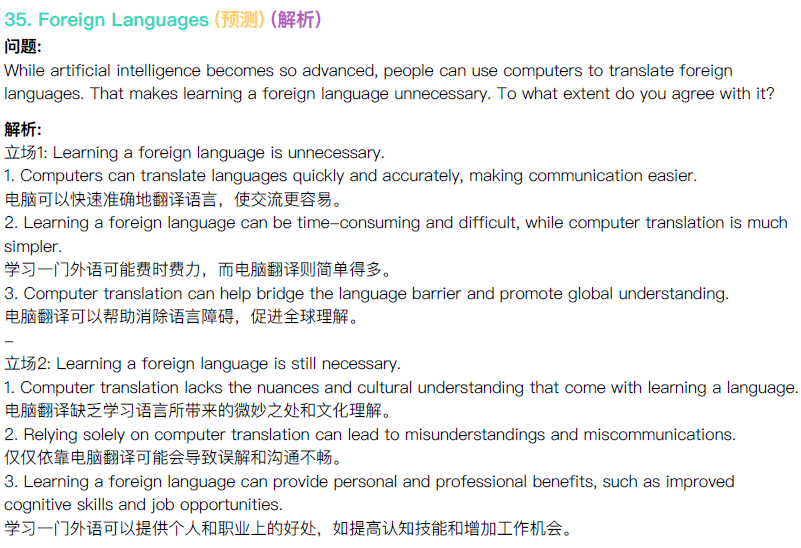 35. Foreign Languages (预测) (解析)
问题:
While artificial intelligence becomes so advanced, people can use computers to translate foreign
languages. That makes learning a foreign language unnecessary. To what extent do you agree with it?
解析:
立场1: Learning a foreign language is unnecessary.
1. Computers can translate languages quickly and accurately, making communication easier.
电脑可以快速准确地翻译语言，使交流更容易。
2. Learning a foreign language can be time-consuming and difficult, while computer translation is much
simpler.
学习一门外语可能费时费力，而电脑翻译则简单得多。
3. Computer translation can help bridge the language barrier and promote global understanding.
电脑翻译可以帮助消除语言障碍，促进全球理解。
–
立场2: Learning a foreign language is still necessary.
1. Computer translation lacks the nuances and cultural understanding that come with learning a language.
电脑翻译缺乏学习语言所带来的微妙之处和文化理解。
2. Relying solely on computer translation can lead to misunderstandings and miscommunications.
仅仅依靠电脑翻译可能会导致误解和沟通不畅。
3. Learning a foreign language can provide personal and professional benefits, such as improved
cognitive skills and job opportunities.
学习一门外语可以提供个人和职业上的好处，如提高认知技能和增加工作机会。